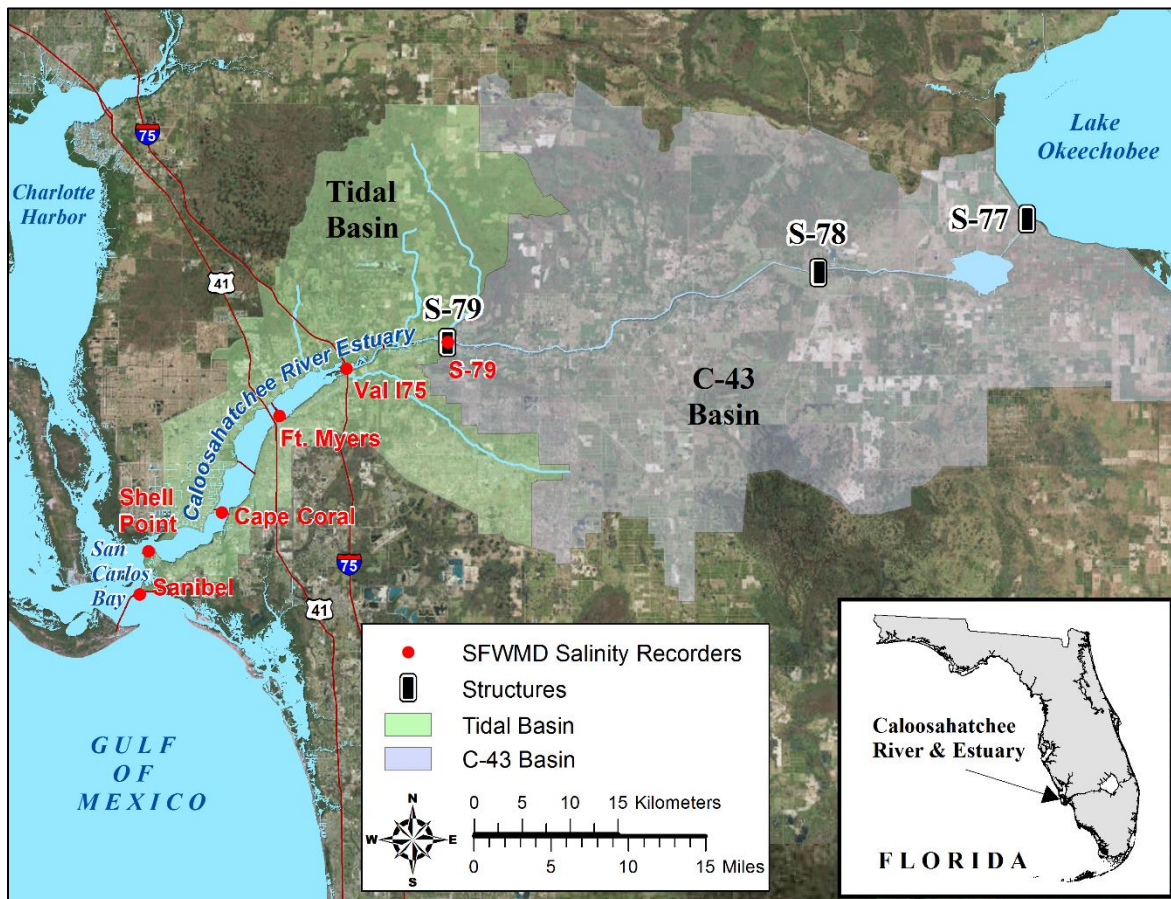 75
Lake
Okeechobee
Charlotte
Harbor
Tidal
Basin
S-77
S-78
41
S-79
S-79
Caloosahatchee River Estuary
Val I75
C-43
Basin
Ft. Myers
Shell
Point
Cape Coral
San
Carlos
Bay
Sanibel
75
41
GULF
OF
MEXICO
SFWMD Salinity Recorders
Structures
Tidal Basin
C-43 Basin
N
W E
S
0 5 10 15 Kilometers
0 5 10 15 Miles
Caloosahatchee
River & Estuary
FLORIDA